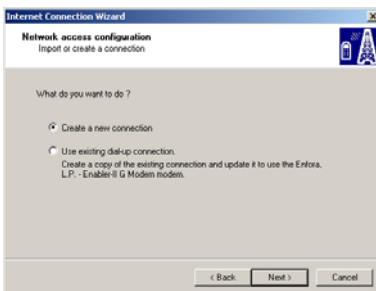 Internet Connection Wizard
Network access configuration
Import or create a connection
What do you want to do ?
Create a new connection
Use existing dial-up connection.
Create a copy of the existing connection and update it to use the Enfora,
L.P. - Enabler-II G Modem modem.
< Back
Next >
Cancel